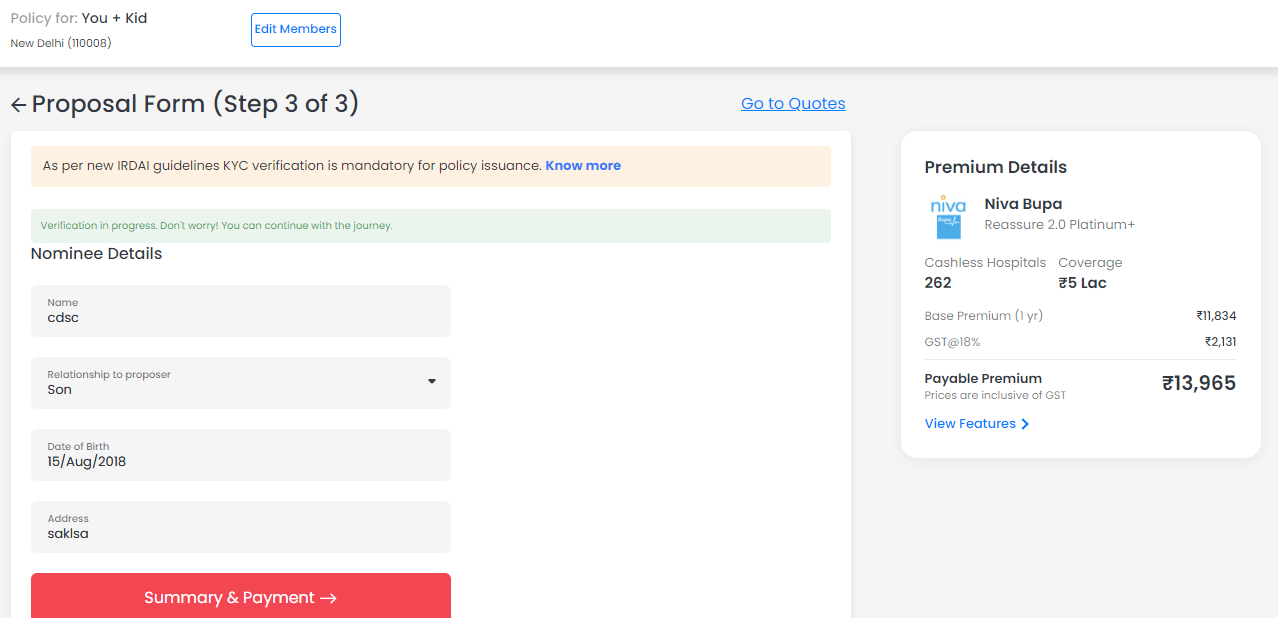 Policy for: You + Kid
New Delhi (110008)
Edit Members
Proposal Form (Step 3 of 3)
Go to Quotes
As per new IRDAI guidelines KYC verification is mandatory for policy issuance. Know more
Verification in progress. Don't worry! You can continue with the journey.
Nominee Details
Name
cdsc
Relationship to proposer
Son
Date of Birth
15/Aug/2018
Address
saklsa
Summary & Payment
Premium Details
niva
Bupa
Niva Bupa
Reassure 2.0 Platinum+
Cashless Hospitals Coverage
262 ₹5 Lac
Base Premium (1 yr) ₹11,834
GST@18% ₹2,131
Payable Premium ₹13,965
Prices are inclusive of GST
View Features